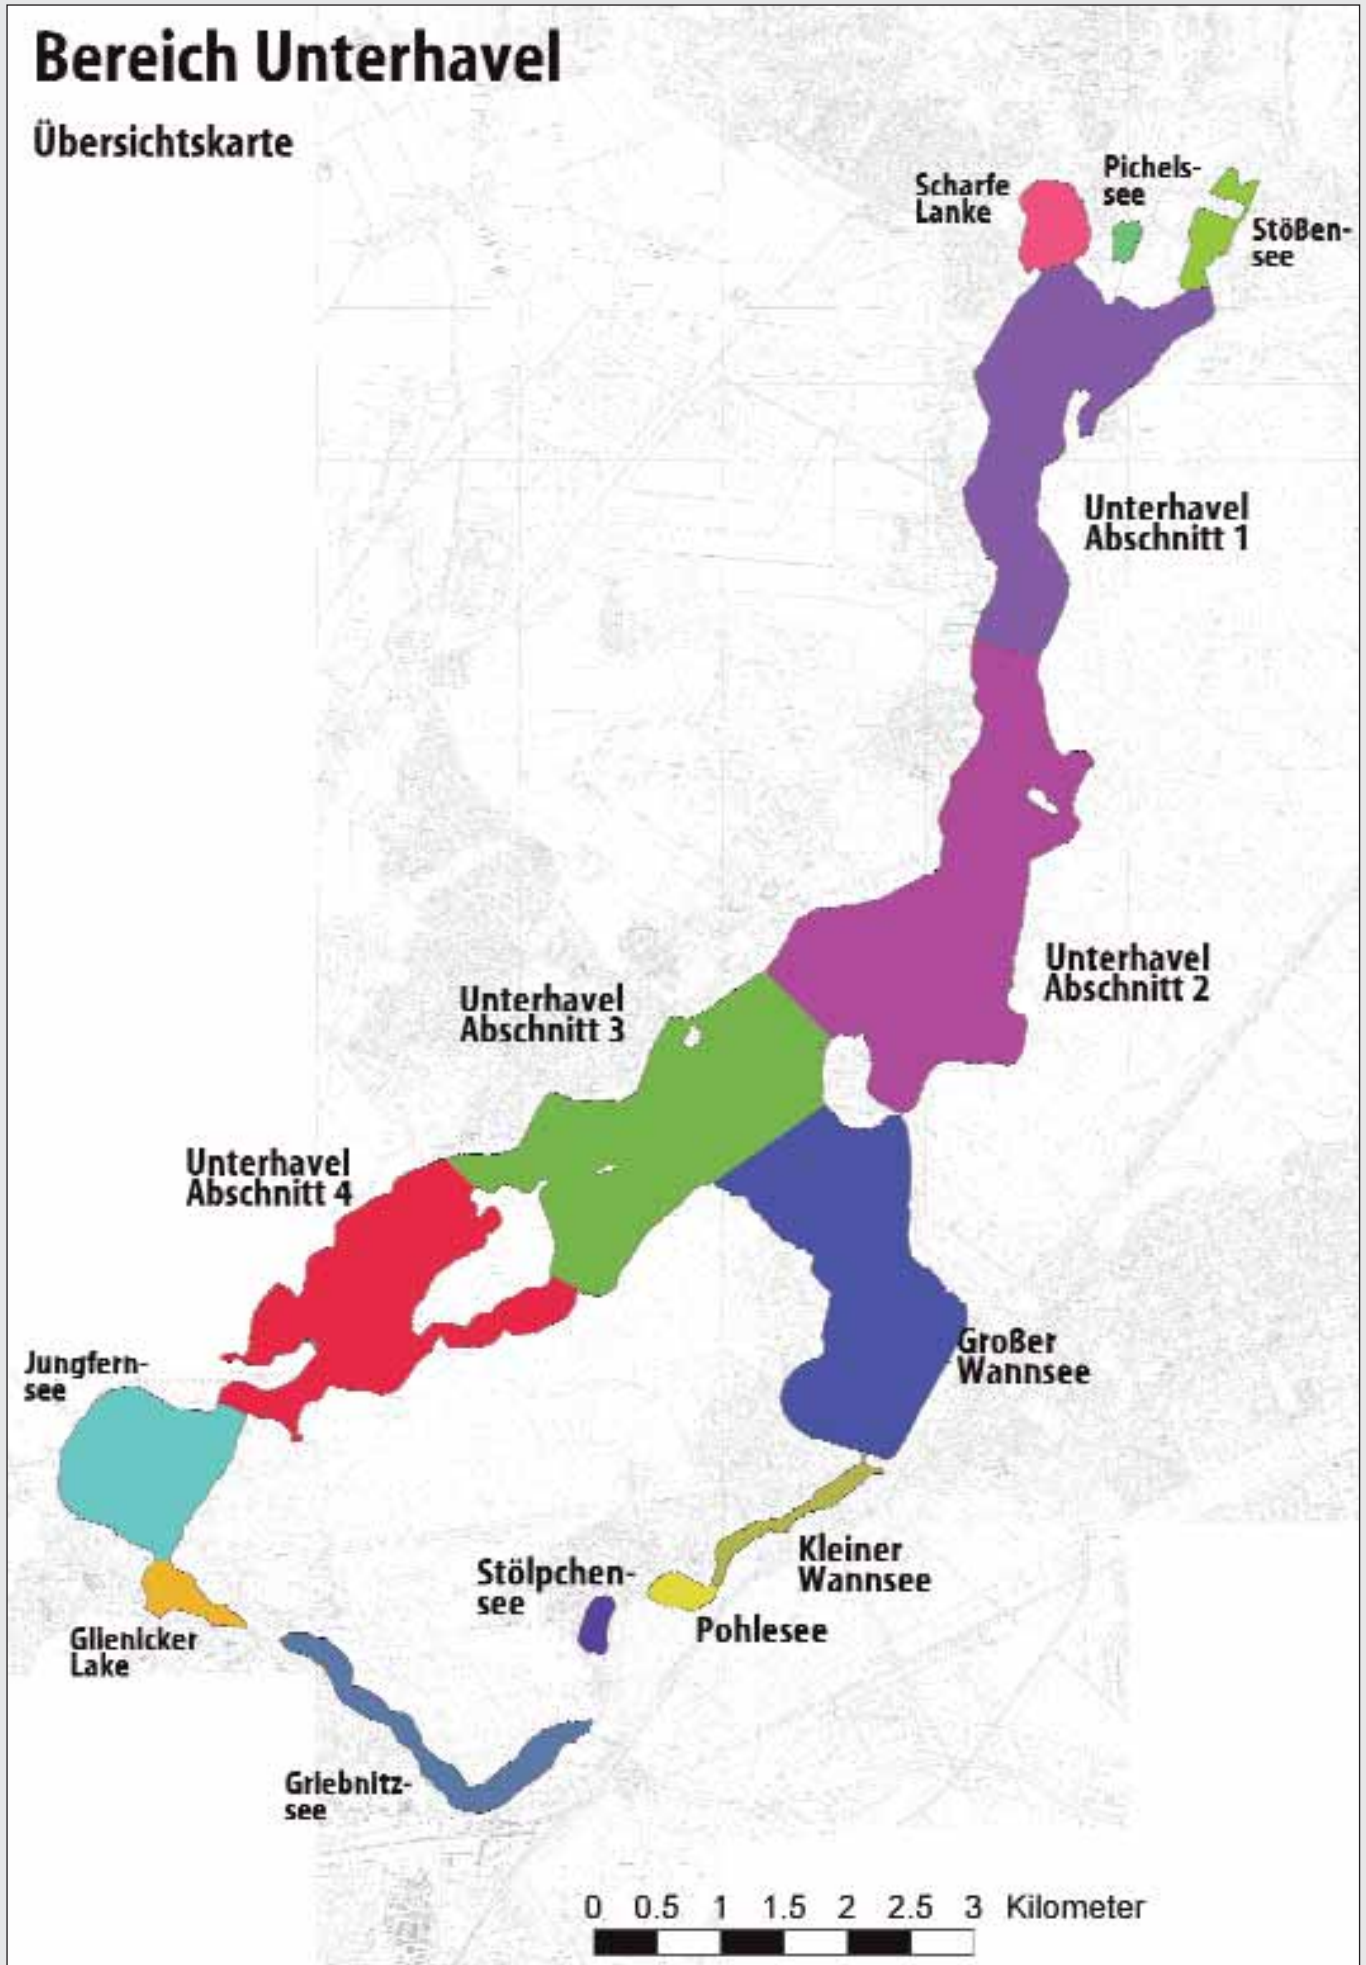 Bereich Unterhavel
Übersichtskarte
Scharfe
Lanke
Pichels-
see
Stößen-
see
Unterhavel
Abschnitt 1
Unterhavel
Abschnitt 2
Unterhavel
Abschnitt 3
Unterhavel
Abschnitt 4
Großer
Wannsee
Jungfern-
see
Kleiner
Wannsee
Stölpchen-
see
Pohlesee
Glienicker
Lake
Griebnitz-
see
0 0.5 1 1.5 2 2.5 3 Kilometer